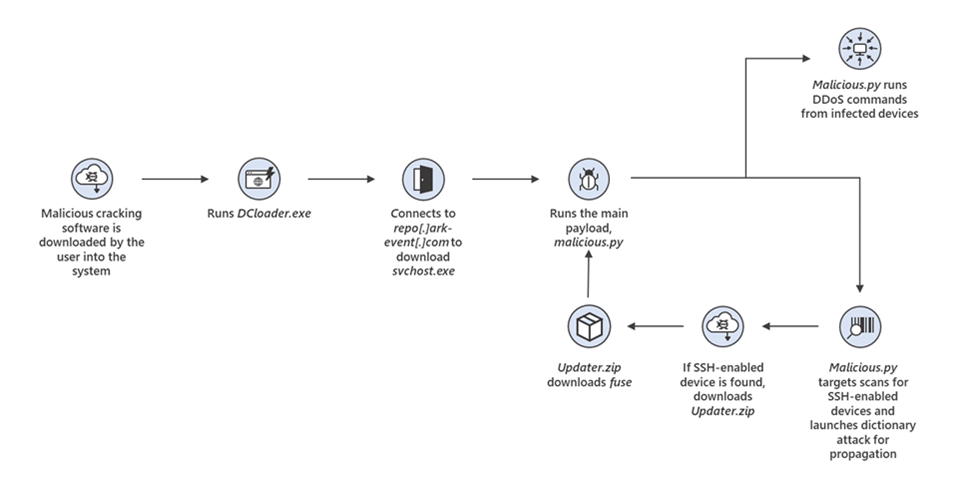 Malicious.py runs
DDoS commands
from infected devices
Malicious cracking
software is
downloaded by the
user into the
system
Runs DCloader.exe
Connects to
repo[.]ark-
event[.]com to
download
svchost.exe
Runs the main
payload,
malicious.py
Updater.zip
downloads fuse
If SSH-enabled
device is found,
downloads
Updater.zip
Malicious.py
targets scans for
SSH-enabled
devices and
launches dictionary
attack for
propagation